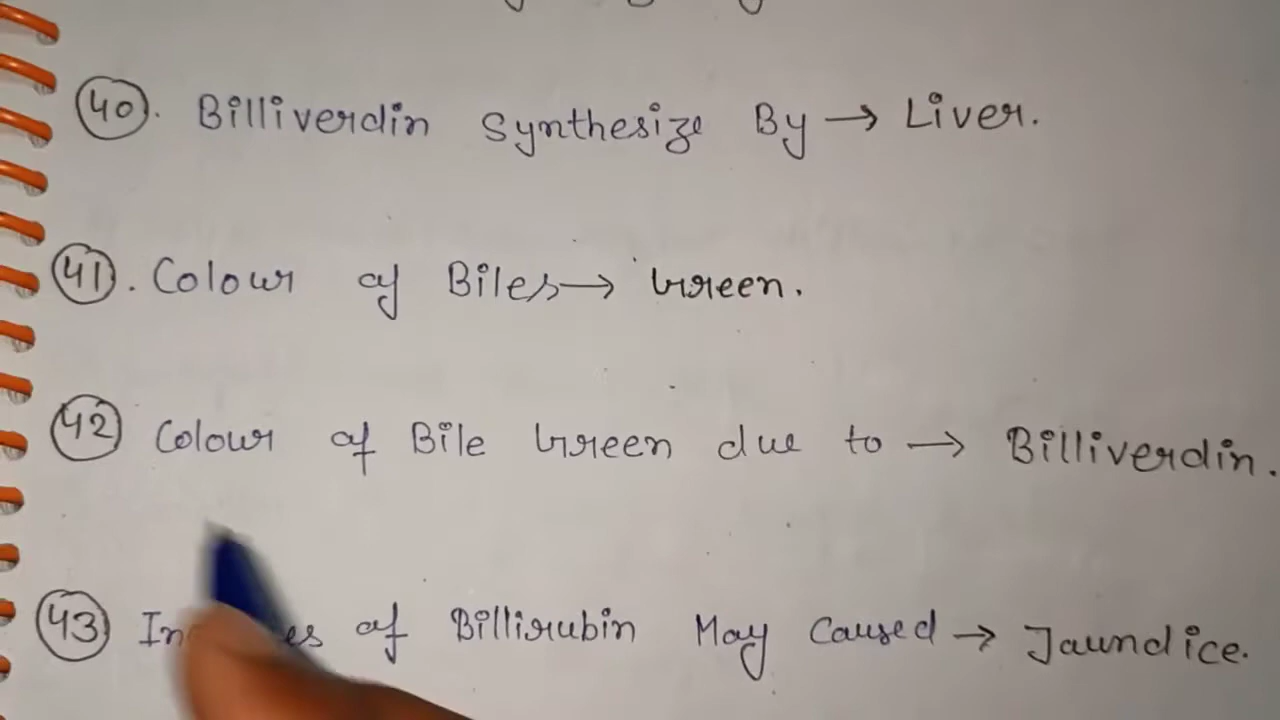 40. Billiverdin Synthesize By → Liver.
41. Colour of Biles → Green.
42 Colour of Bile Green due to → Billiverdin.
43 of Billirubin May Caused → Jaundice.